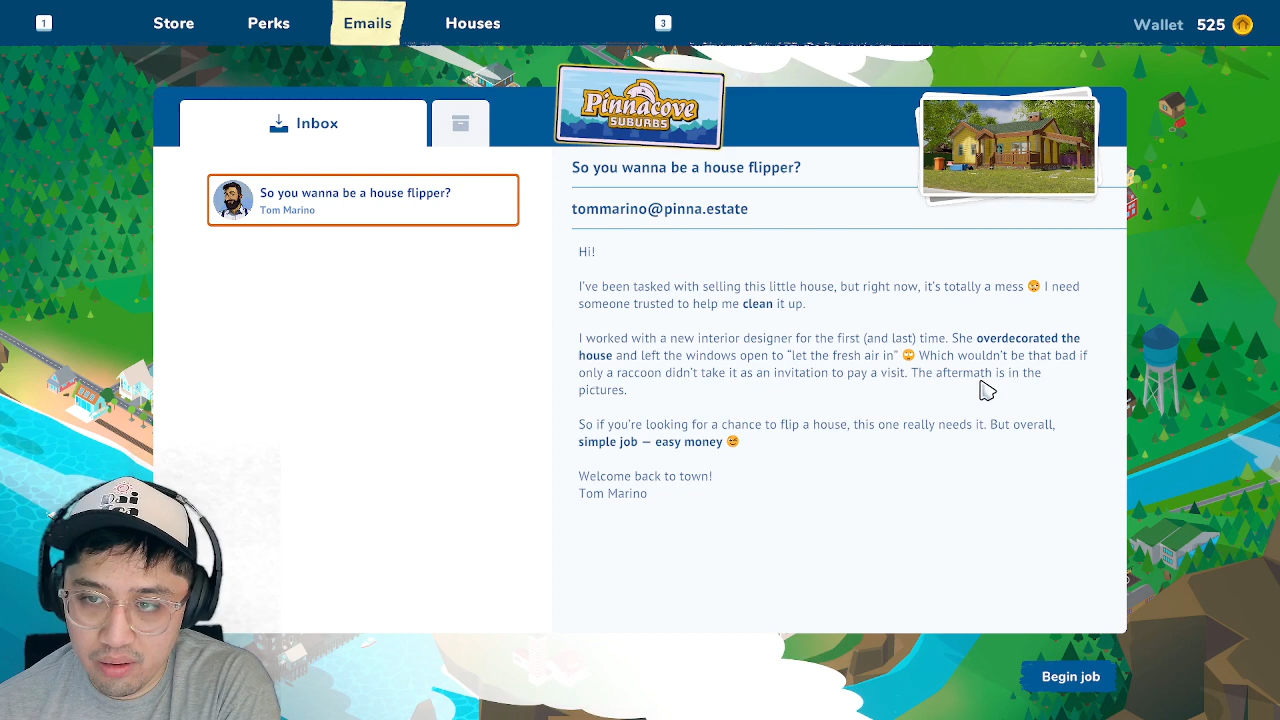 1 Store Perks Emails Houses 3 Wallet 525
Inbox
Pinnacove
SUBURBS
So you wanna be a house flipper?
Tom Marino
So you wanna be a house flipper?
tommarino@pinna.estate
Hi!
I've been tasked with selling this little house, but right now, it's totally a mess 😥 I need
someone trusted to help me clean it up.
I worked with a new interior designer for the first (and last) time. She overdecorated the
house and left the windows open to “let the fresh air in” 🙄 Which wouldn't be that bad if
only a raccoon didn't take it as an invitation to pay a visit. The aftermath is in the
pictures.
So if you're looking for a chance to flip a house, this one really needs it. But overall,
simple job — easy money 😊
Welcome back to town!
Tom Marino
Begin job